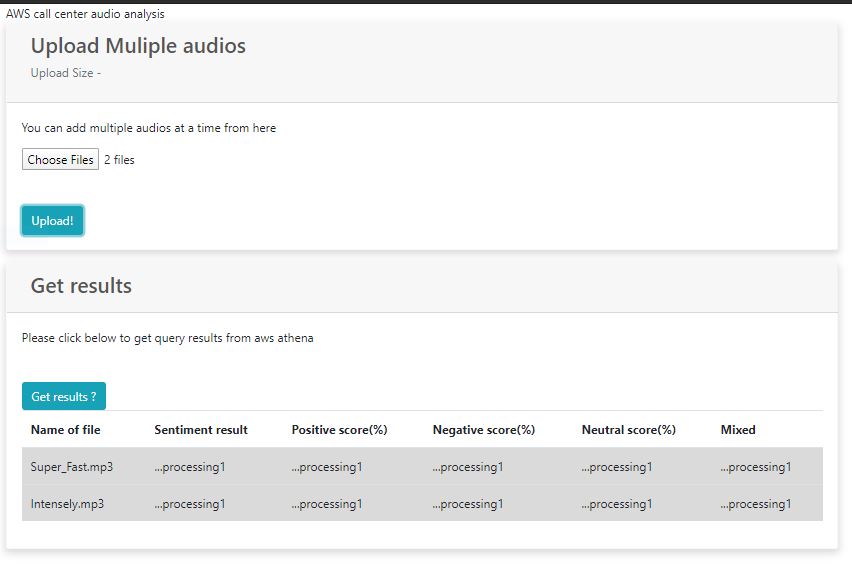 AWS call center audio analysis
Upload Muliple audios
Upload Size -
You can add multiple audios at a time from here
Choose Files 2 files
Upload!
Get results
Please click below to get query results from aws athena
Get results ?
Name of file Sentiment result Positive score(%) Negative score(%) Neutral score(%) Mixed
Super_Fast.mp3 ...processing1 ...processing1 ...processing1 ...processing1 ...processing1
Intensely.mp3 ...processing1 ...processing1 ...processing1 ...processing1 ...processing1